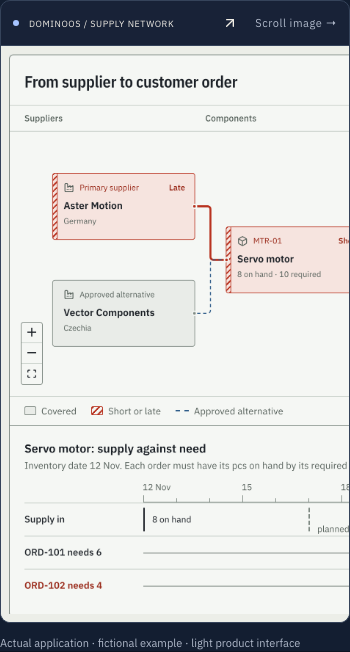 DOMINOOS / SUPPLY NETWORK
Scroll image →
From supplier to customer order
Suppliers
Components
Primary supplier
Late
Aster Motion
Germany
MTR-01
Servo motor
8 on hand · 10 required
Approved alternative
Vector Components
Czechia
+
−
Covered
Short or late
Approved alternative
Servo motor: supply against need
Inventory date 12 Nov. Each order must have its pcs on hand by its required
12 Nov
15
Supply in
8 on hand
planned
ORD-101 needs 6
ORD-102 needs 4
Actual application · fictional example · light product interface